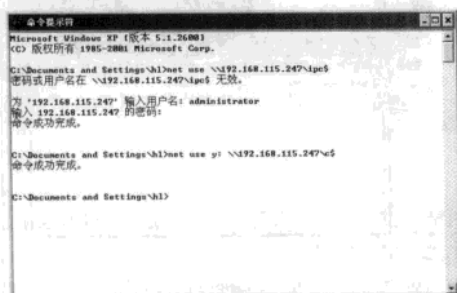 命令提示符
Microsoft Windows XP [版本 5.1.2600]
(C) 版权所有 1985-2001 Microsoft Corp.
C:\Documents and Settings\hl>net use \\192.168.115.247\ipc$
密码或用户名在 \\192.168.115.247\ipc$ 无效。
为 '192.168.115.247' 输入用户名: administrator
输入 192.168.115.247 的密码:
命令成功完成。
C:\Documents and Settings\hl>net use y: \\192.168.115.247\c$
命令成功完成。
C:\Documents and Settings\hl>